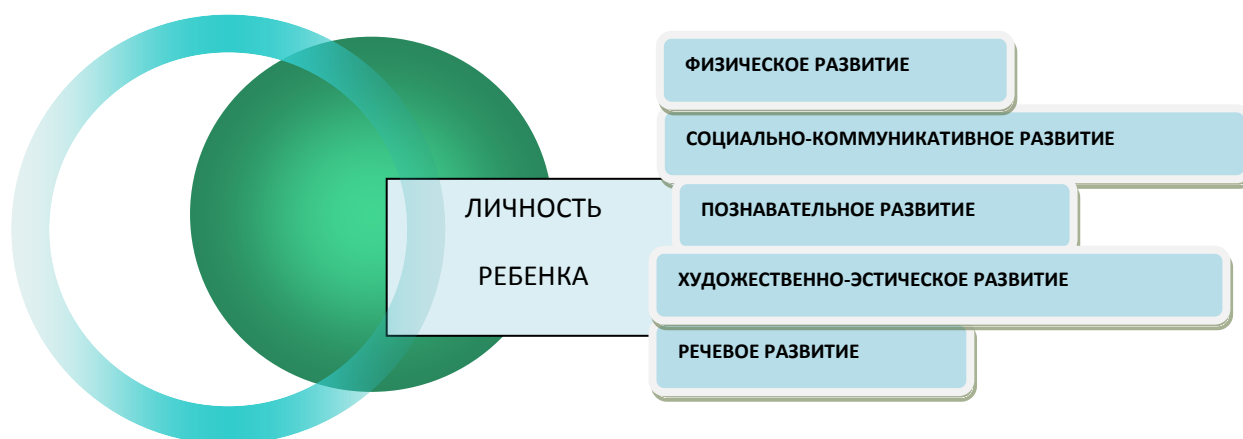 ЛИЧНОСТЬ
РЕБЕНКА
ФИЗИЧЕСКОЕ РАЗВИТИЕ
СОЦИАЛЬНО-КОММУНИКАТИВНОЕ РАЗВИТИЕ
ПОЗНАВАТЕЛЬНОЕ РАЗВИТИЕ
ХУДОЖЕСТВЕННО-ЭСТИЧЕСКОЕ РАЗВИТИЕ
РЕЧЕВОЕ РАЗВИТИЕ